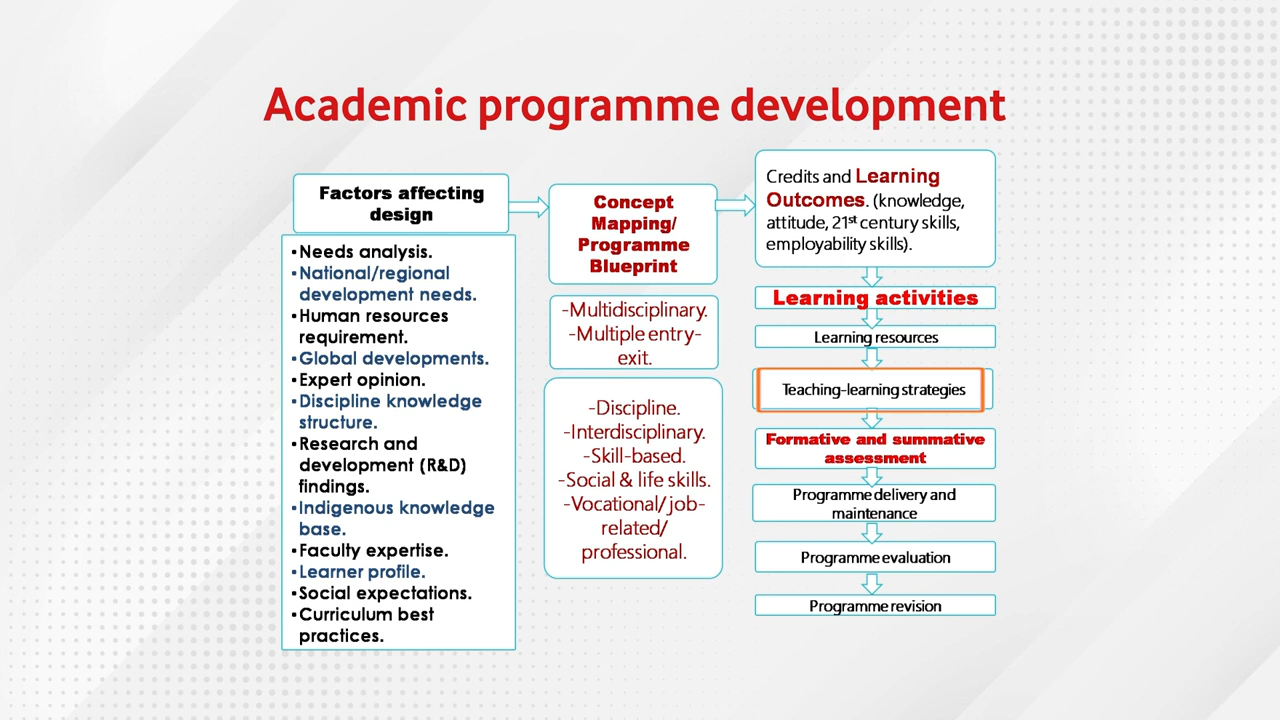 Academic programme development
Factors affecting
design
•Needs analysis.
•National/regional
development needs.
•Human resources
requirement.
•Global developments.
•Expert opinion.
•Discipline knowledge
structure.
•Research and
development (R&D)
findings.
•Indigenous knowledge
base.
•Faculty expertise.
•Learner profile.
•Social expectations.
•Curriculum best
practices.
Concept
Mapping/
Programme
Blueprint
-Multidisciplinary.
-Multiple entry-
exit.
-Discipline.
-Interdisciplinary.
-Skill-based.
-Social & life skills.
-Vocational/job-
related/
professional.
Credits and Learning
Outcomes. (knowledge,
attitude, 21st century skills,
employability skills).
Learning activities
Learning resources
Teaching-learning strategies
Formative and summative
assessment
Programme delivery and
maintenance
Programme evaluation
Programme revision